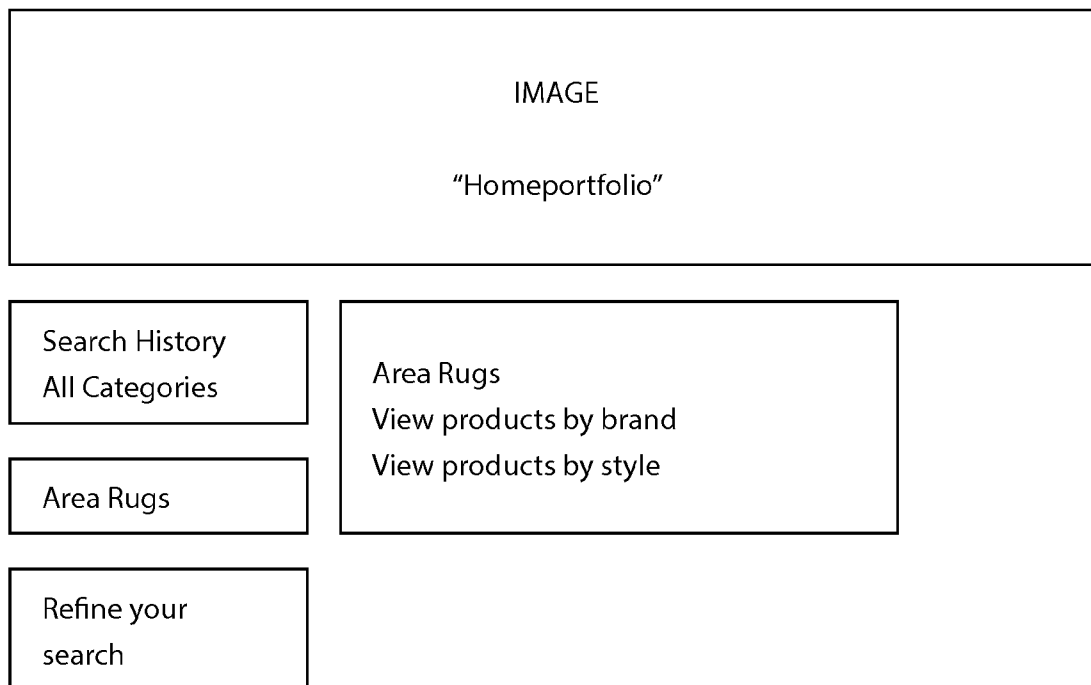 IMAGE
“Homeportfolio”
Search History
All Categories
Area Rugs
Refine your
search
Area Rugs
View products by brand
View products by style